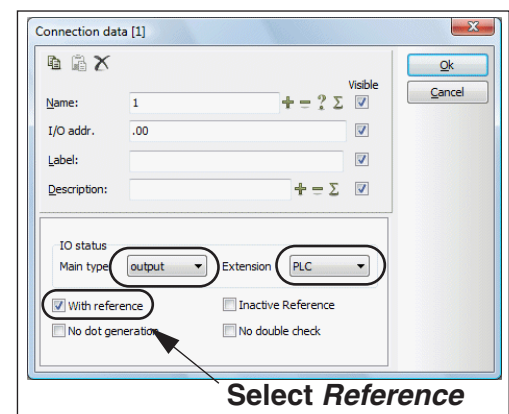 Connection data [1]
Ok
Cancel
Visible
Name: 1
I/O addr. .00
Label:
Description:
IO status
Main type output Extension PLC
With reference Inactive Reference
No dot generation No double check
Select Reference